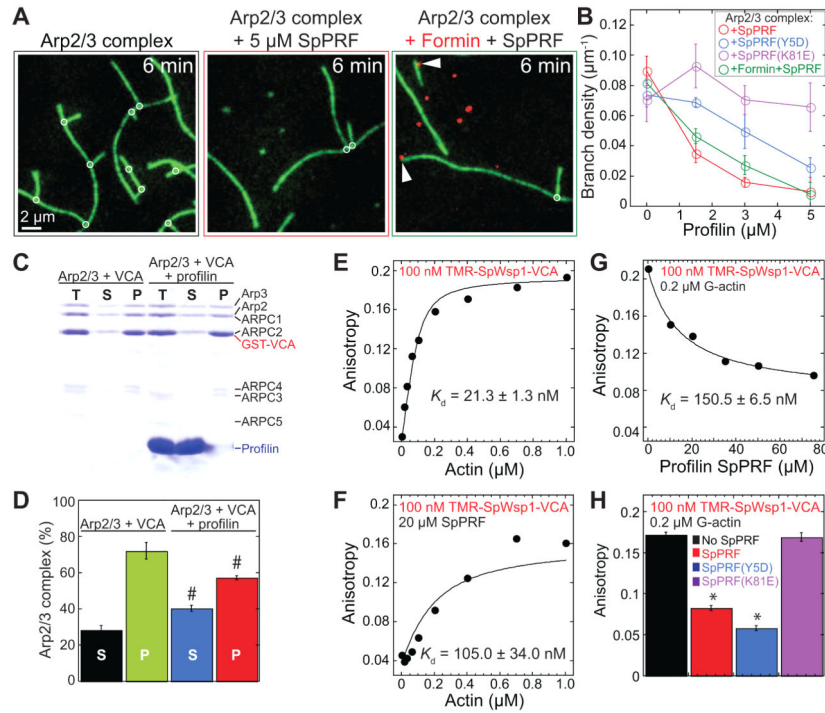 A
Arp2/3 complex
Arp2/3 complex
+ 5 µM SpPRF
Arp2/3 complex
+ Formin + SpPRF
6 min
6 min
6 min
2 µm
B
Arp2/3 complex:
+SpPRF
+SpPRF(Y5D)
+SpPRF(K81E)
+Formin+SpPRF
Branch density (µm⁻¹)
0.12
0.10
0.08
0.06
0.04
0.02
0.00
0 1 2 3 4 5
Profilin (µM)
C
Arp2/3 + VCA
Arp2/3 + VCA
+ profilin
T S P T S P
Arp3
Arp2
ARPC1
ARPC2
GST-VCA
ARPC4
ARPC3
ARPC5
Profilin
D
Arp2/3 complex (%)
100
80
60
40
20
0
Arp2/3 + VCA
Arp2/3 + VCA
+ profilin
# #
S P S P
E
100 nM TMR-SpWsp1-VCA
Anisotropy
0.2
0.16
0.12
0.08
0.04
Kd = 21.3 ± 1.3 nM
0.0 0.2 0.4 0.6 0.8 1.0
Actin (µM)
F
100 nM TMR-SpWsp1-VCA
20 µM SpPRF
Anisotropy
0.2
0.16
0.12
0.08
0.04
Kd = 105.0 ± 34.0 nM
0.0 0.2 0.4 0.6 0.8 1.0
Actin (µM)
G
100 nM TMR-SpWsp1-VCA
0.2 µM G-actin
Anisotropy
0.2
0.16
0.12
0.08
0.04
Kd = 150.5 ± 6.5 nM
0 20 40 60 80
Profilin SpPRF (µM)
H
100 nM TMR-SpWsp1-VCA
0.2 µM G-actin
No SpPRF
SpPRF
SpPRF(Y5D)
SpPRF(K81E)
Anisotropy
0.20
0.15
0.10
0.05
0.00
* *